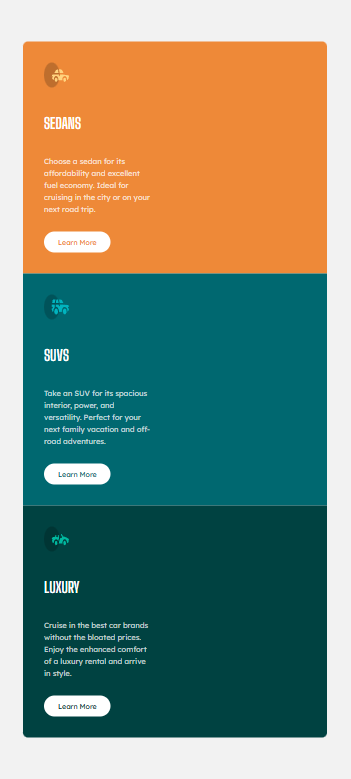 SEDANS
Choose a sedan for its
affordability and excellent
fuel economy. Ideal for
cruising in the city or on your
next road trip.
Learn More
SUVS
Take an SUV for its spacious
interior, power, and
versatility. Perfect for your
next family vacation and off-
road adventures.
Learn More
LUXURY
Cruise in the best car brands
without the bloated prices.
Enjoy the enhanced comfort
of a luxury rental and arrive
in style.
Learn More